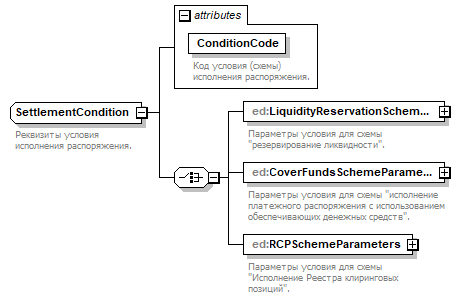 attributes
ConditionCode
Код условия (схемы)
исполнения распоряжения.
SettlementCondition
Реквизиты условия
исполнения распоряжения.
ed:LiquidityReservationSchem...
Параметры условия для схемы
"резервирование ликвидности".
ed:CoverFundsSchemeParame...
Параметры условия для схемы "исполнение
платежного распоряжения с использованием
обеспечивающих денежных средств".
ed:RCPSchemeParameters
Параметры условия для схемы
"Исполнение Реестра клиринговых
позиций".